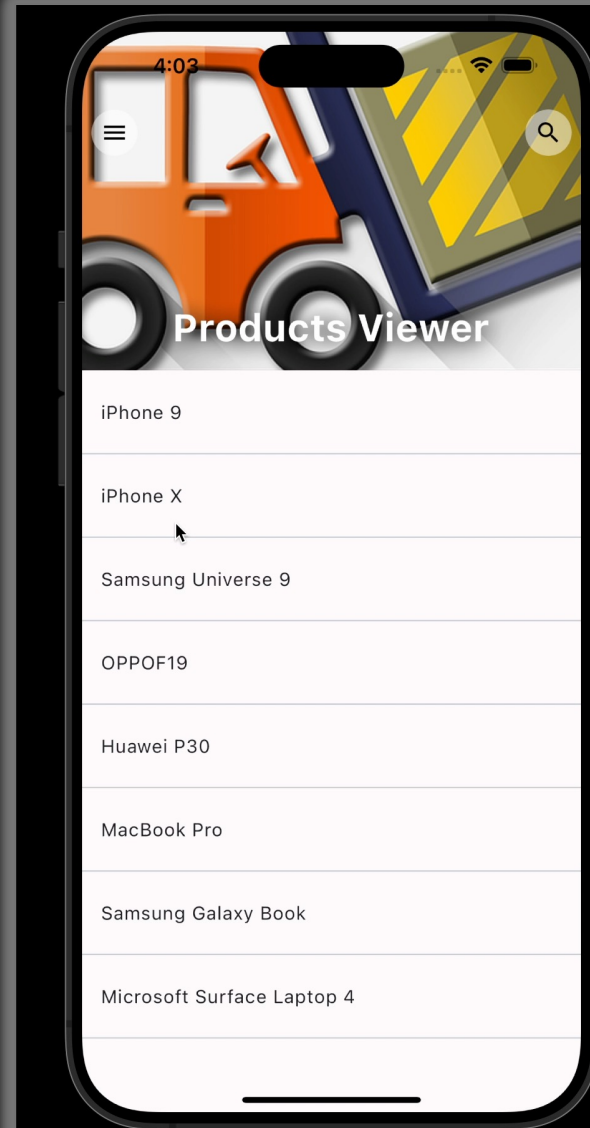 4:03
Products Viewer
iPhone 9
iPhone X
Samsung Universe 9
OPPOF19
Huawei P30
MacBook Pro
Samsung Galaxy Book
Microsoft Surface Laptop 4